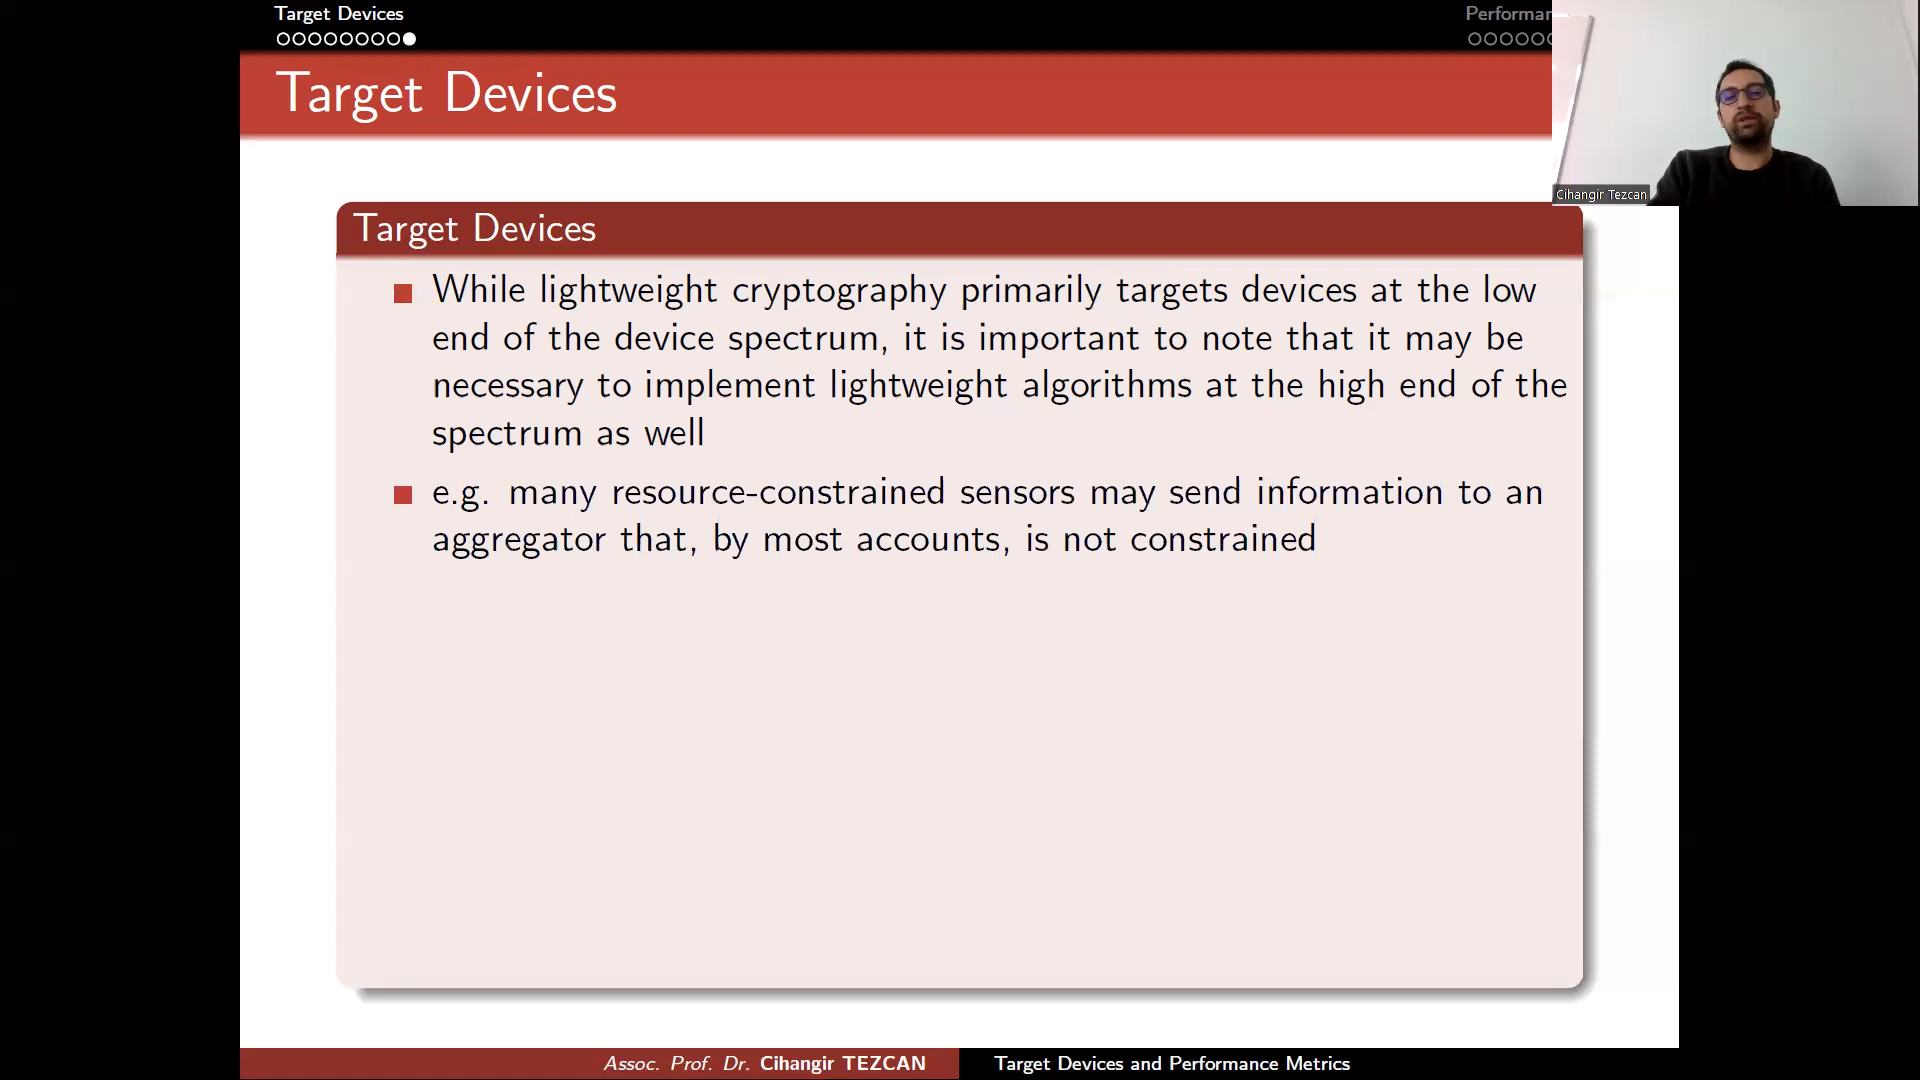 Target Devices
Performan
Target Devices
Cihangir Tezcan
Target Devices
While lightweight cryptography primarily targets devices at the low
end of the device spectrum, it is important to note that it may be
necessary to implement lightweight algorithms at the high end of the
spectrum as well
e.g. many resource-constrained sensors may send information to an
aggregator that, by most accounts, is not constrained
Assoc. Prof. Dr. Cihangir TEZCAN
Target Devices and Performance Metrics